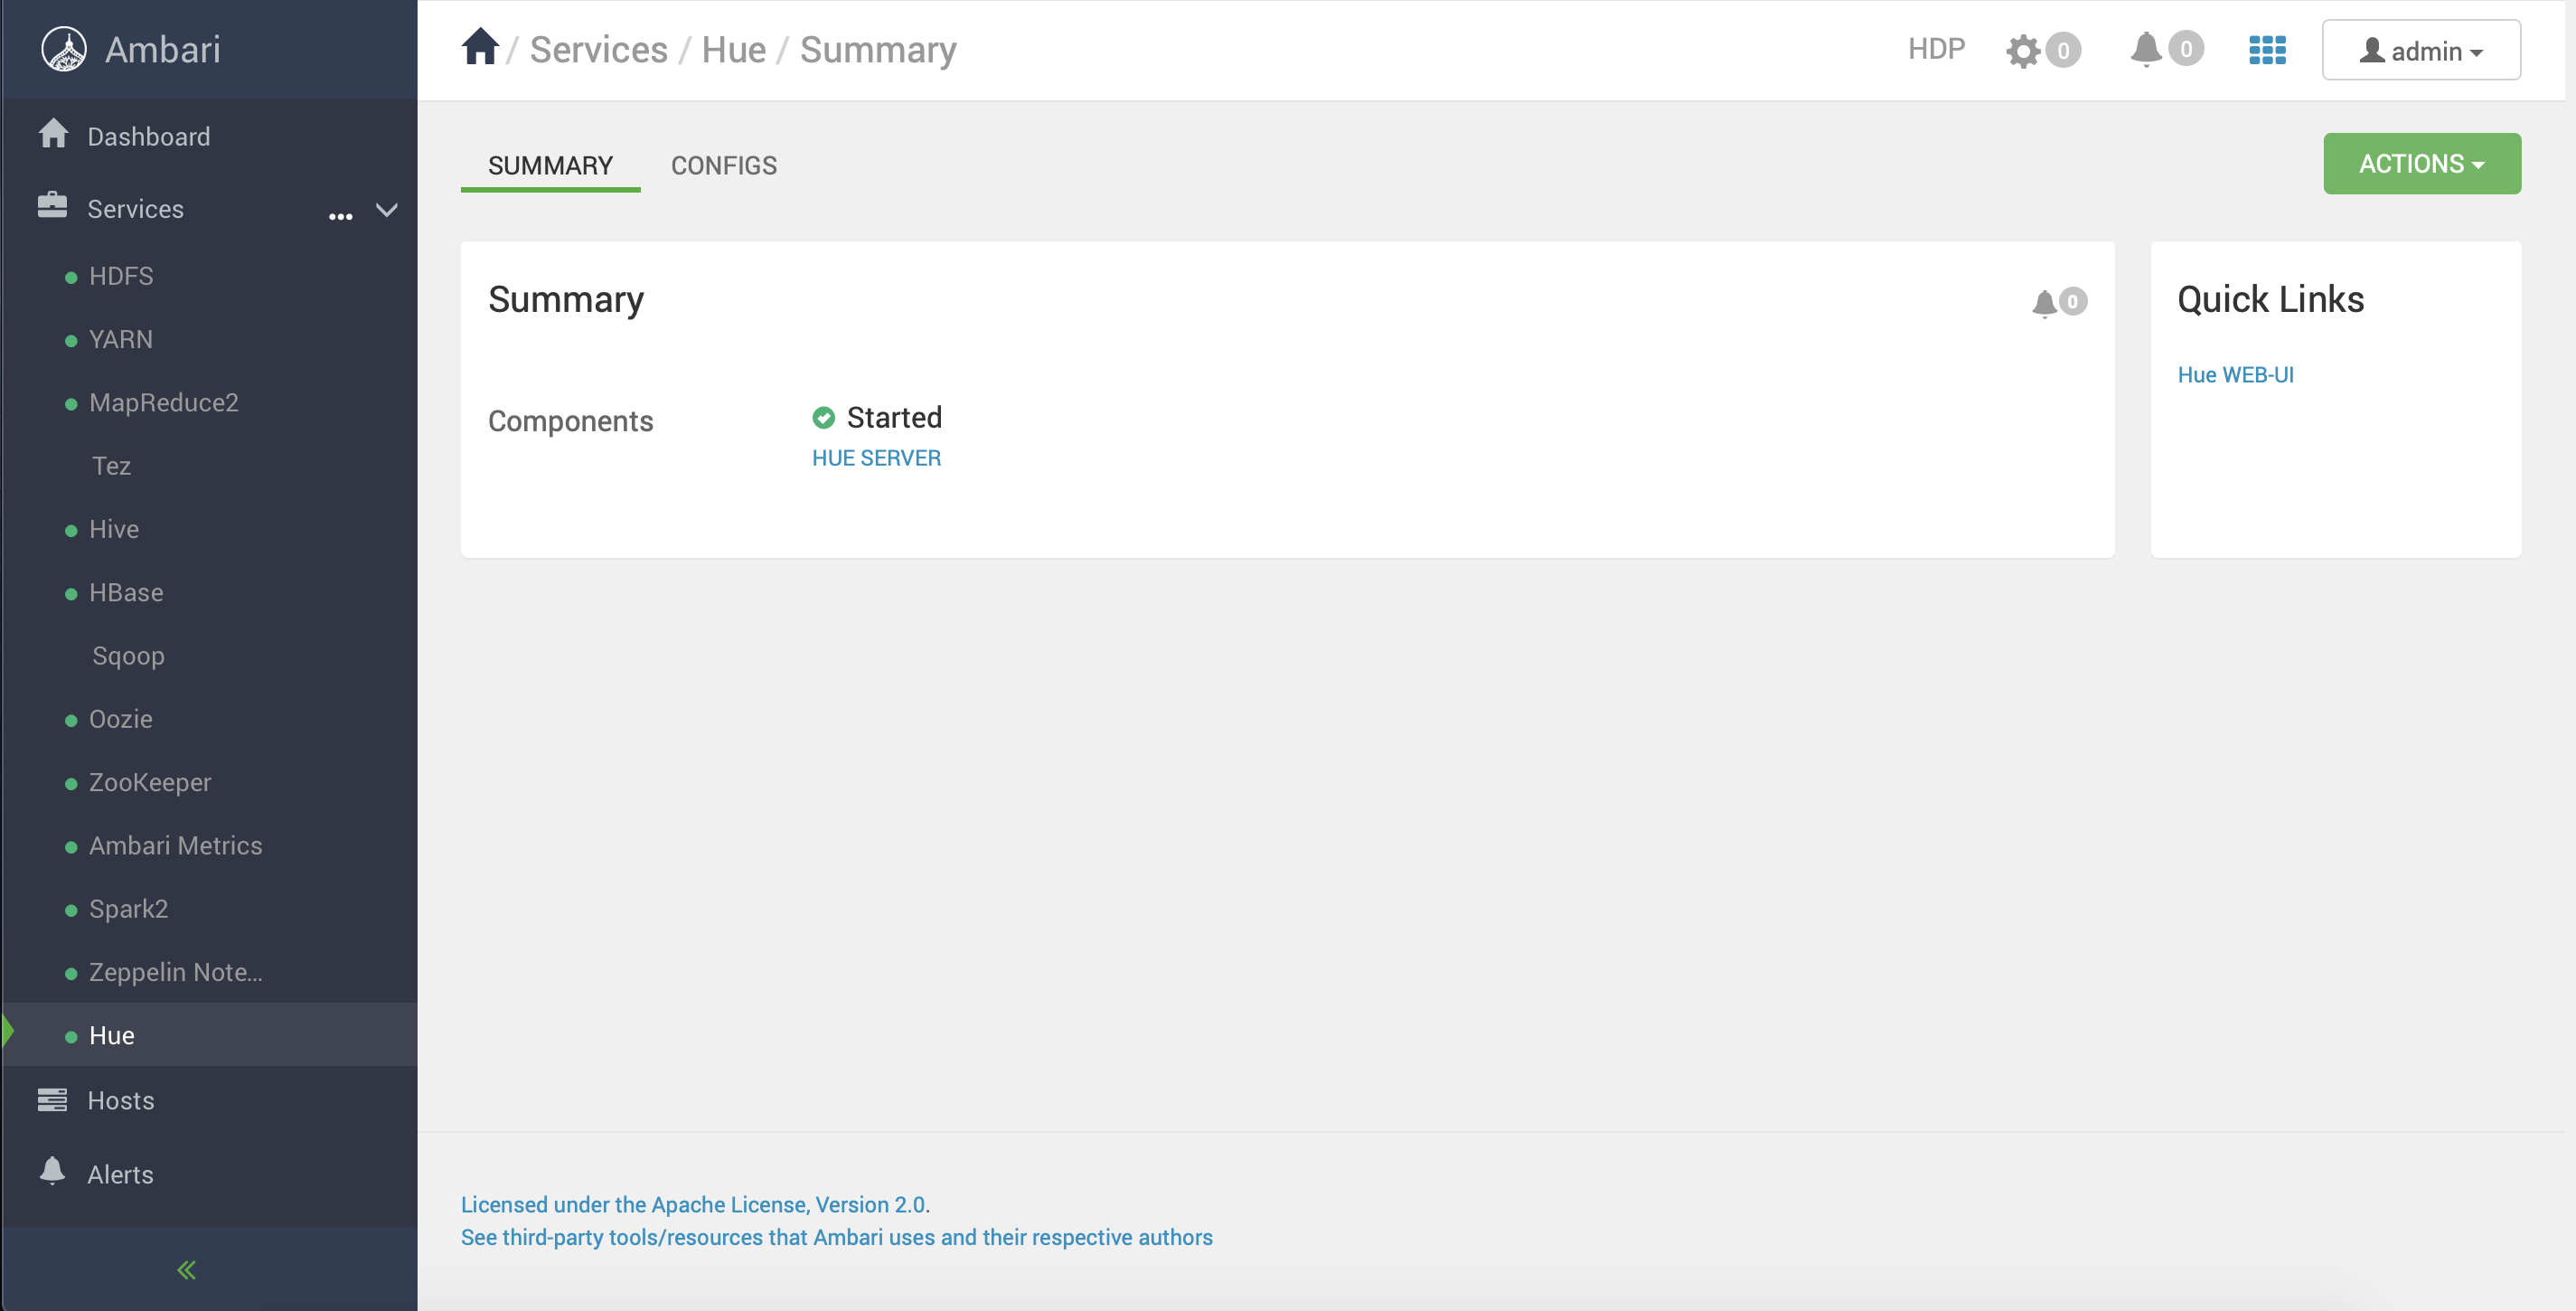 Ambari
/ Services / Hue / Summary
HDP
0
0
admin
Dashboard
Services
...
HDFS
YARN
MapReduce2
Tez
Hive
HBase
Sqoop
Oozie
ZooKeeper
Ambari Metrics
Spark2
Zeppelin Note...
Hue
Hosts
Alerts
SUMMARY CONFIGS
ACTIONS
Summary
0
Components
Started
HUE SERVER
Quick Links
Hue WEB-UI
Licensed under the Apache License, Version 2.0.
See third-party tools/resources that Ambari uses and their respective authors